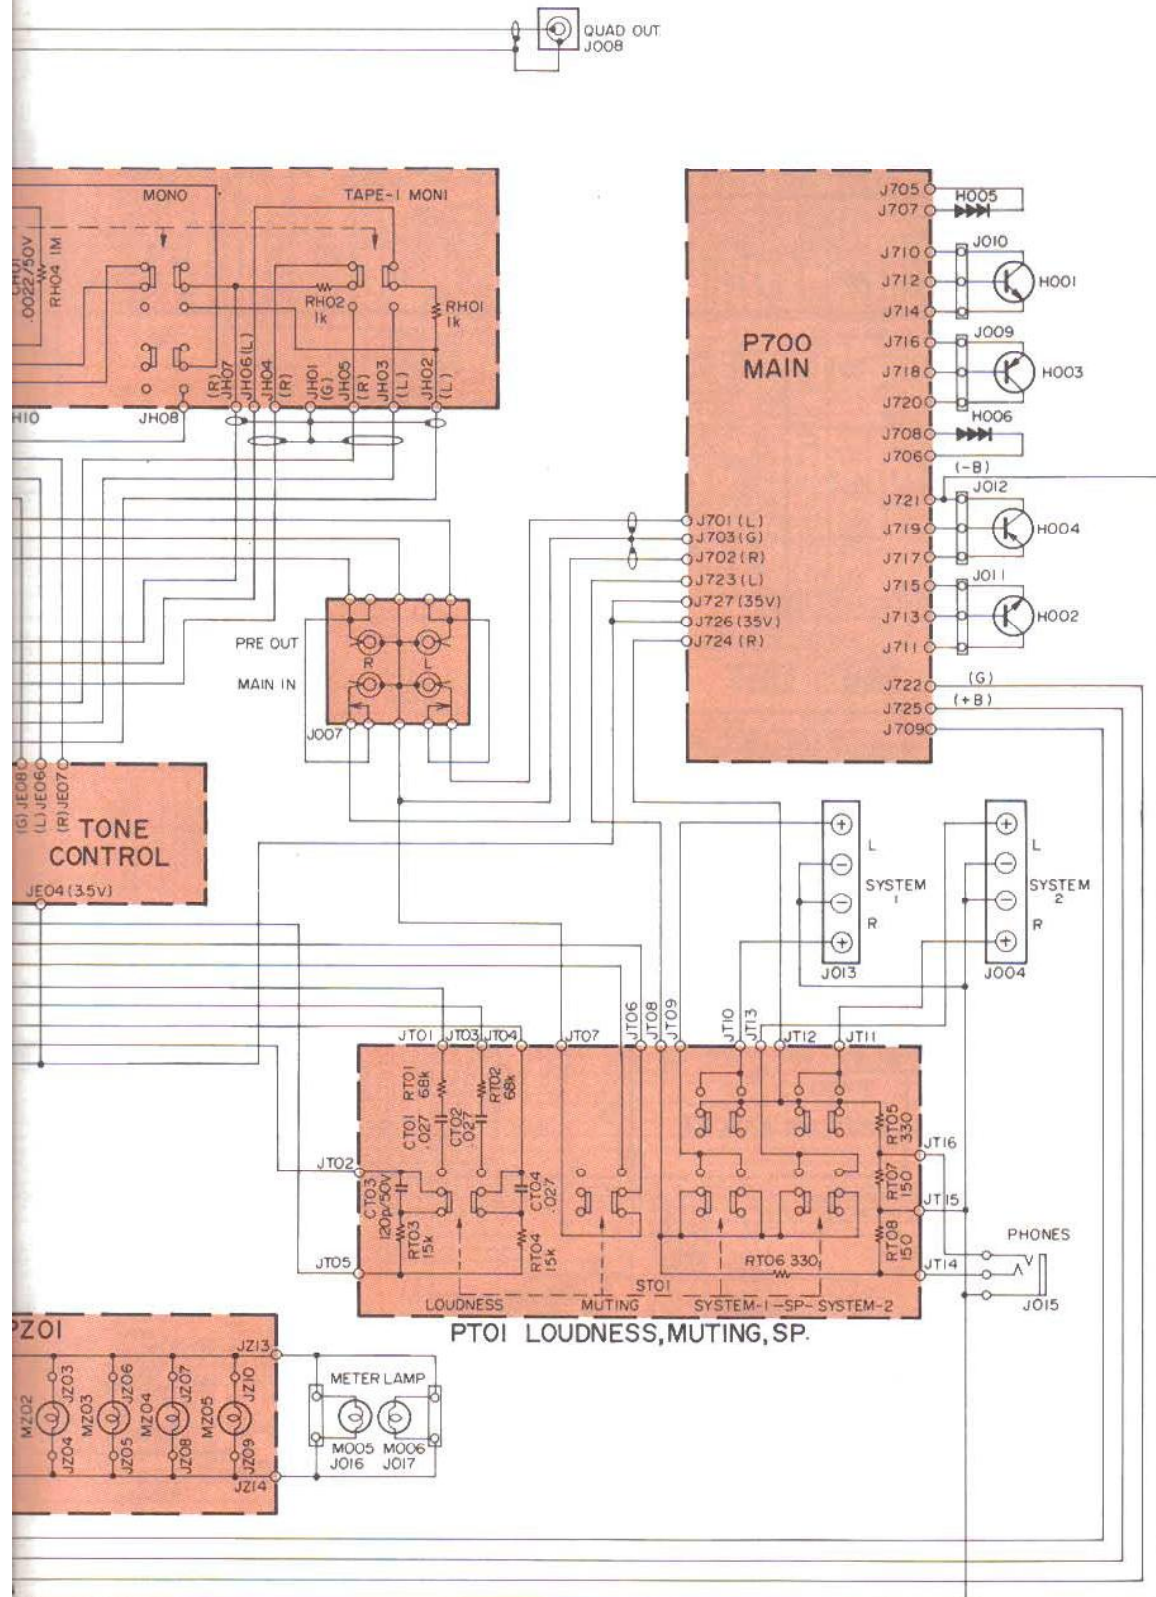 QUAD OUT
J008
MONO
TAPE-1 MONI
.0022/50V
RH04 1M
RH02
1k
RH01
1k
(R)
JH07
JH06(L)
JH04
(R)
JH01
(G)
JH05
(R)
JH03
(L)
JH02
(L)
H10
JH08
P700
MAIN
J705
J707
H005
J710
J010
J712
H001
J714
J716
J009
J718
H003
J720
H006
J708
J706
(-B)
J721
J012
J719
H004
J717
J715
J011
J713
H002
J711
J722
(G)
J725
(+B)
J709
J701 (L)
J703(G)
J702(R)
J723(L)
J727(35V)
J726(35V)
J724 (R)
PRE OUT
R
L
MAIN IN
J007
(G)JE08
(L)JE06
(R)JE07
TONE
CONTROL
JE04(35V)
L
SYSTEM
1
R
J013
L
SYSTEM
2
R
J004
JT01
JT03
JT04
JT07
JT06
JT08
JT09
JT10
JT13
JT12
JT11
RT01
68k
RT02
68k
CT01
.027
CT02
.027
RT05
330
JT16
JT02
CT03
120p/50V
RT03
15k
CT04
.027
RT04
15k
RT07
150
JT15
RT08
150
PHONES
JT05
RT06 330
JT14
ST01
J015
LOUDNESS
MUTING
SYSTEM-1-SP-SYSTEM-2
PT01 LOUDNESS,MUTING,SP.
PZ01
JZ13
MZ02
JZ03
JZ04
MZ03
JZ06
JZ05
MZ04
JZ07
JZ08
MZ05
JZ10
JZ09
JZ14
METER LAMP
M005
J016
M006
J017